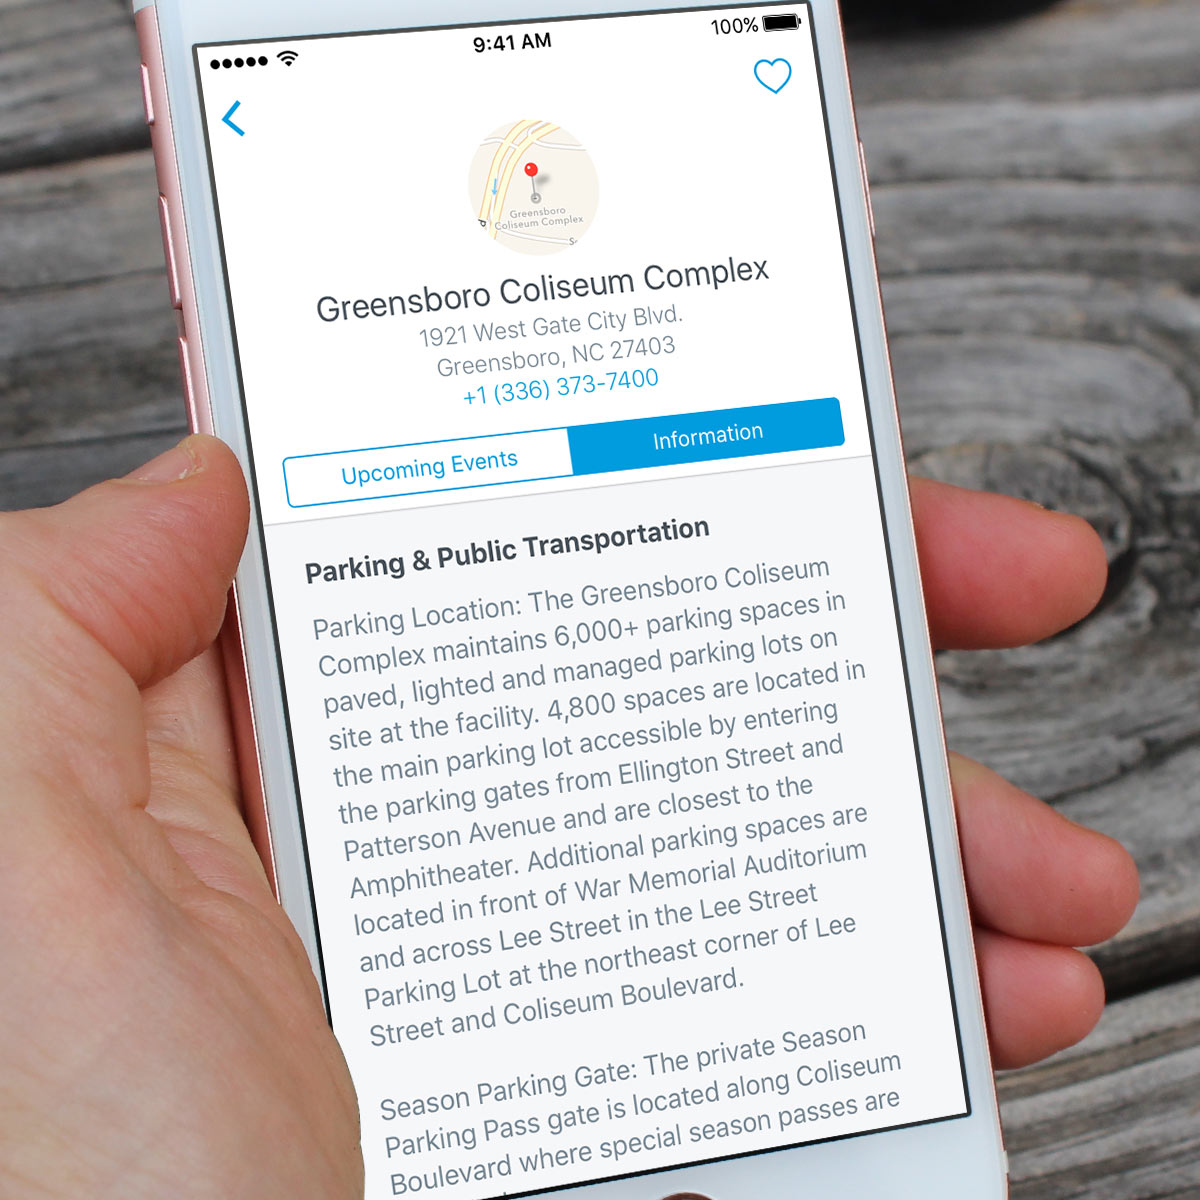 9:41 AM
100%
Greensboro
Coliseum Complex
Greensboro Coliseum Complex
1921 West Gate City Blvd.
Greensboro, NC 27403
+1 (336) 373-7400
Upcoming Events
Information
Parking & Public Transportation
Parking Location: The Greensboro Coliseum
Complex maintains 6,000+ parking spaces in
paved, lighted and managed parking lots on
site at the facility. 4,800 spaces are located in
the main parking lot accessible by entering
the parking gates from Ellington Street and
Patterson Avenue and are closest to the
Amphitheater. Additional parking spaces are
located in front of War Memorial Auditorium
and across Lee Street in the Lee Street
Parking Lot at the northeast corner of Lee
Street and Coliseum Boulevard.
Season Parking Gate: The private Season
Parking Pass gate is located along Coliseum
Boulevard where special season passes are